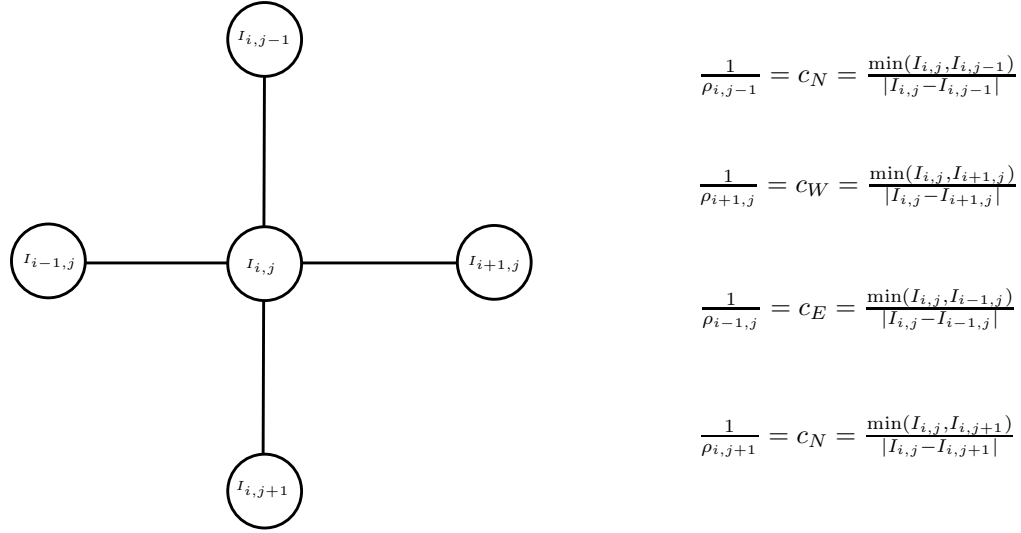 I_{i,j-1}
I_{i-1,j}
I_{i,j}
I_{i+1,j}
I_{i,j+1}
\frac{1}{\rho_{i,j-1}} = c_N = \frac{\min(I_{i,j}, I_{i,j-1})}{|I_{i,j} - I_{i,j-1}|}
\frac{1}{\rho_{i+1,j}} = c_W = \frac{\min(I_{i,j}, I_{i+1,j})}{|I_{i,j} - I_{i+1,j}|}
\frac{1}{\rho_{i-1,j}} = c_E = \frac{\min(I_{i,j}, I_{i-1,j})}{|I_{i,j} - I_{i-1,j}|}
\frac{1}{\rho_{i,j+1}} = c_N = \frac{\min(I_{i,j}, I_{i,j+1})}{|I_{i,j} - I_{i,j+1}|}